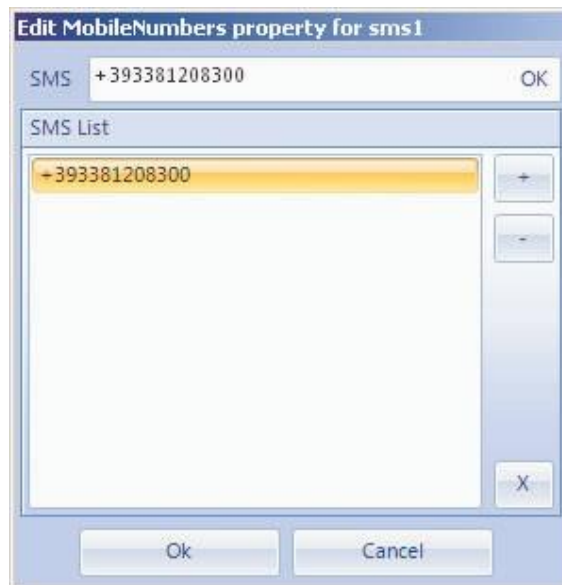 Edit MobileNumbers property for sms1
SMS +393381208300 OK
SMS List
+393381208300
+
-
X
Ok Cancel